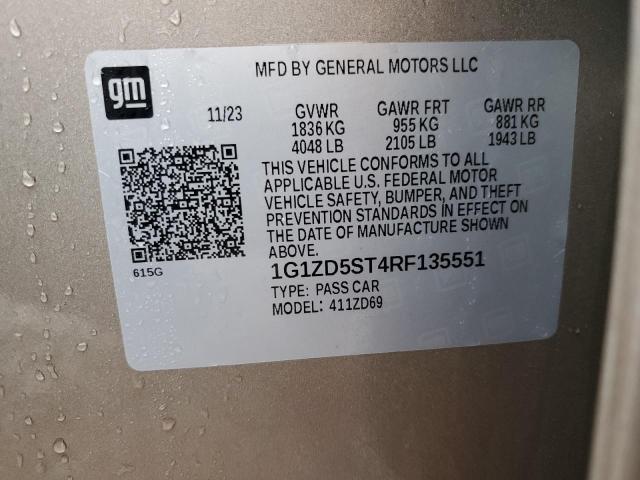 gm
MFD BY GENERAL MOTORS LLC
11/23 GVWR GAWR FRT GAWR RR
1836 KG 955 KG 881 KG
4048 LB 2105 LB 1943 LB
THIS VEHICLE CONFORMS TO ALL
APPLICABLE U.S. FEDERAL MOTOR
VEHICLE SAFETY, BUMPER, AND THEFT
PREVENTION STANDARDS IN EFFECT ON
THE DATE OF MANUFACTURE SHOWN
ABOVE.
615G
1G1ZD5ST4RF135551
TYPE: PASS CAR
MODEL: 411ZD69